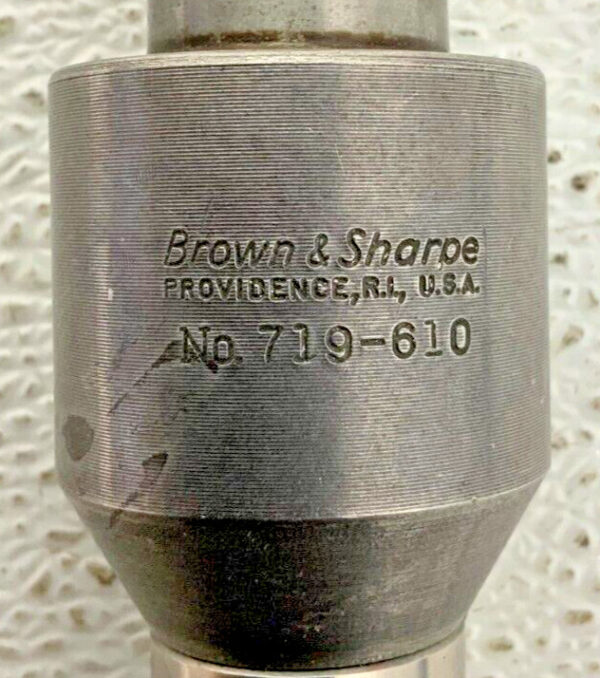 Brown & Sharpe
PROVIDENCE, R.I., U.S.A.
No. 719-610